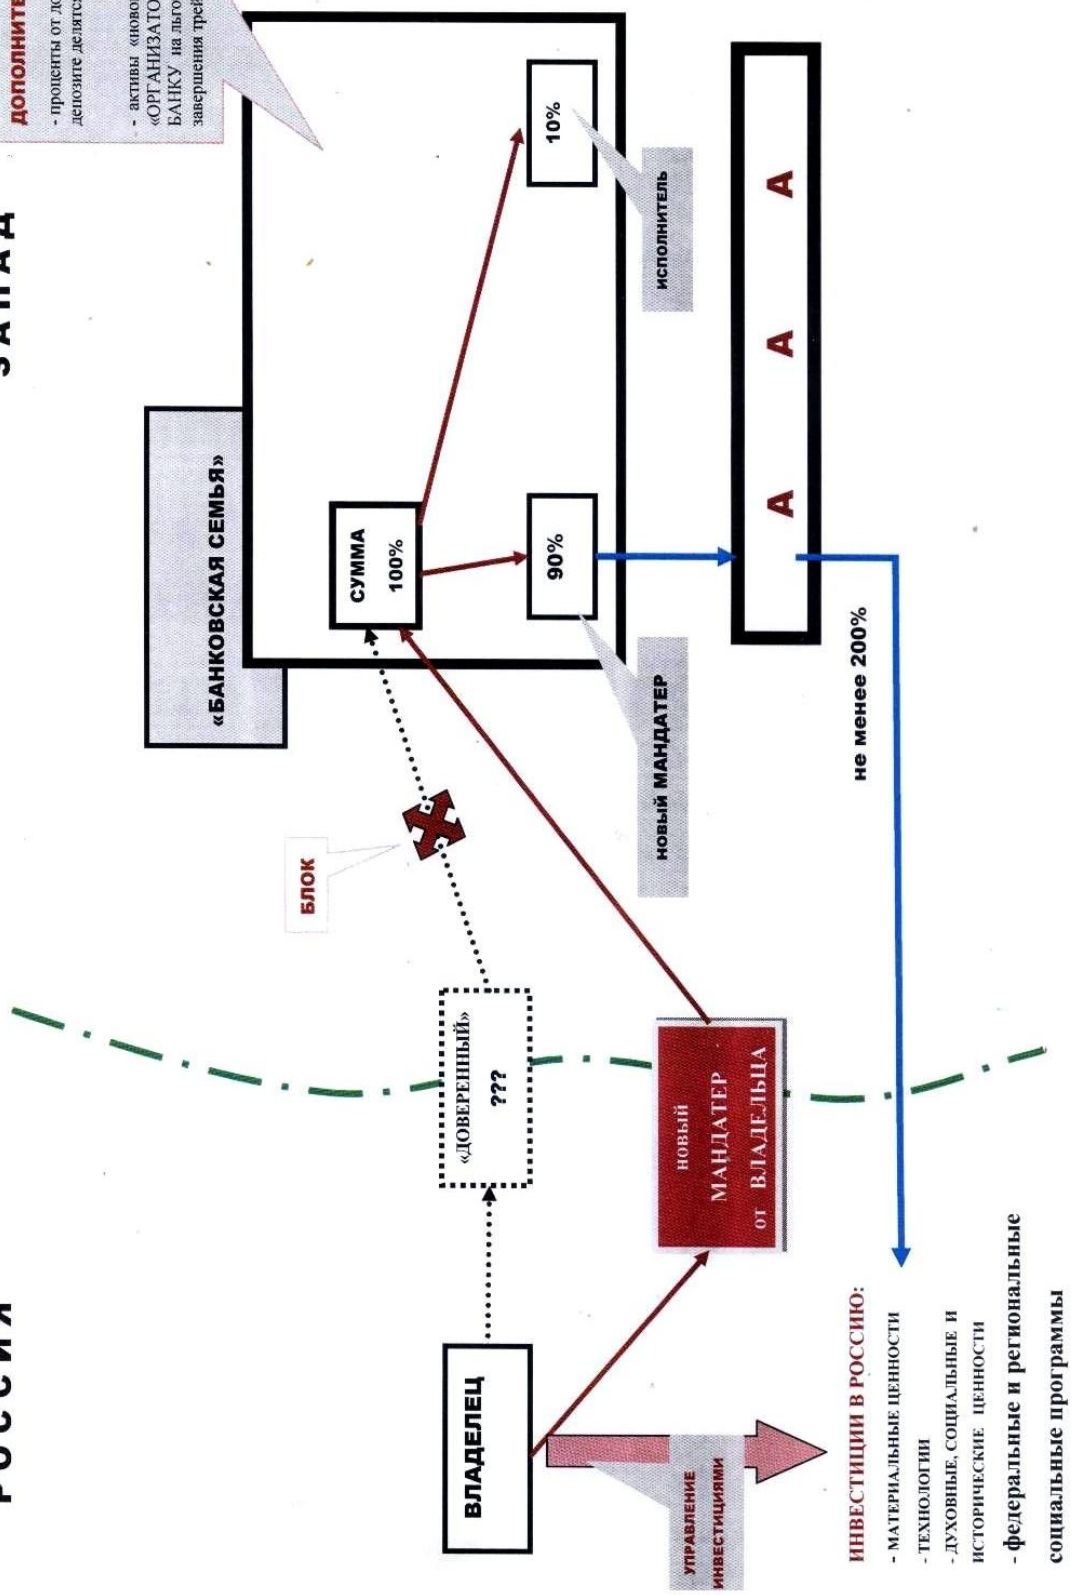 РОССИЯ
ЗАПАД
ДОПОЛНИТЕ
- проценты от до
депозите делятс
- активы «новог
«ОРГАНИЗАТО
БАНКУ на льго
завершения трей
«БАНКОВСКАЯ СЕМЬЯ»
БЛОК
СУММА
100%
ВЛАДЕЛЕЦ
«ДОВЕРЕННЫЙ»
???
90%
10%
НОВЫЙ
МАНДАТЕР
ОТ ВЛАДЕЛЬЦА
НОВЫЙ МАНДАТЕР
ИСПОЛНИТЕЛЬ
УПРАВЛЕНИЕ
ИНВЕСТИЦИЯМИ
А А А
не менее 200%
ИНВЕСТИЦИИ В РОССИЮ:
- МАТЕРИАЛЬНЫЕ ЦЕННОСТИ
- ТЕХНОЛОГИИ
- ДУХОВНЫЕ, СОЦИАЛЬНЫЕ И
ИСТОРИЧЕСКИЕ ЦЕННОСТИ
- федеральные и региональные
социальные программы